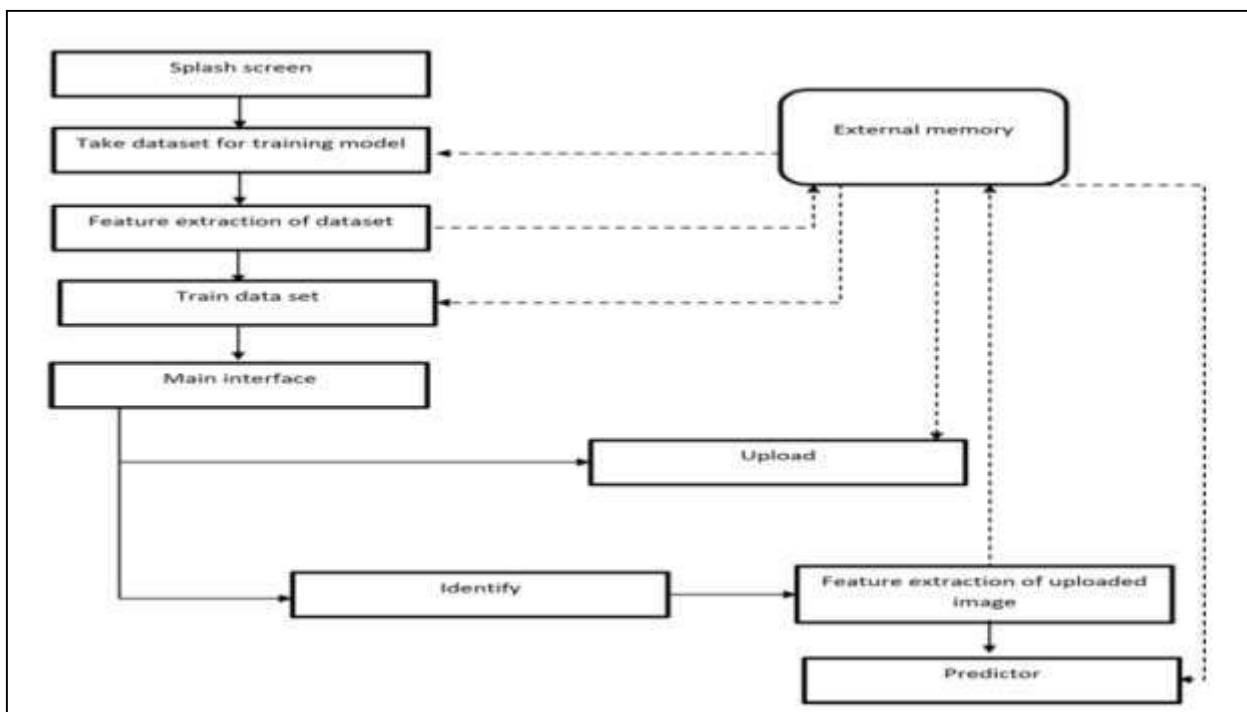 Splash screen
External memory
Take dataset for training model
Feature extraction of dataset
Train data set
Main interface
Upload
Identify
Feature extraction of uploaded
image
Predictor